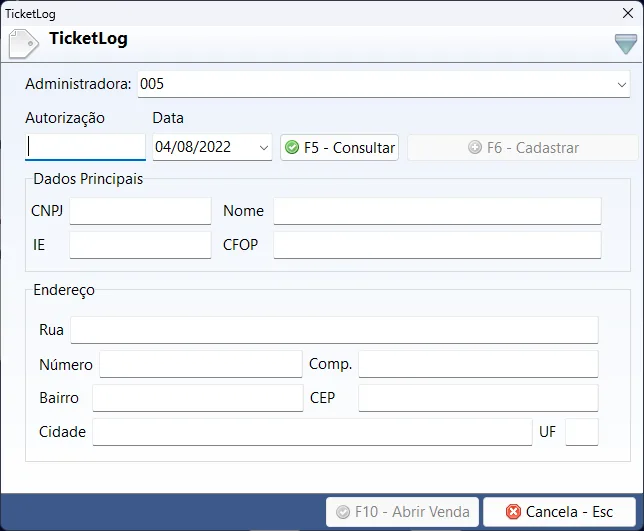 TicketLog
TicketLog
Administradora: 005
Autorização Data
04/08/2022 F5 - Consultar F6 - Cadastrar
Dados Principais
CNPJ Nome
IE CFOP
Endereço
Rua
Número Comp.
Bairro CEP
Cidade UF
F10 - Abrir Venda Cancela - Esc